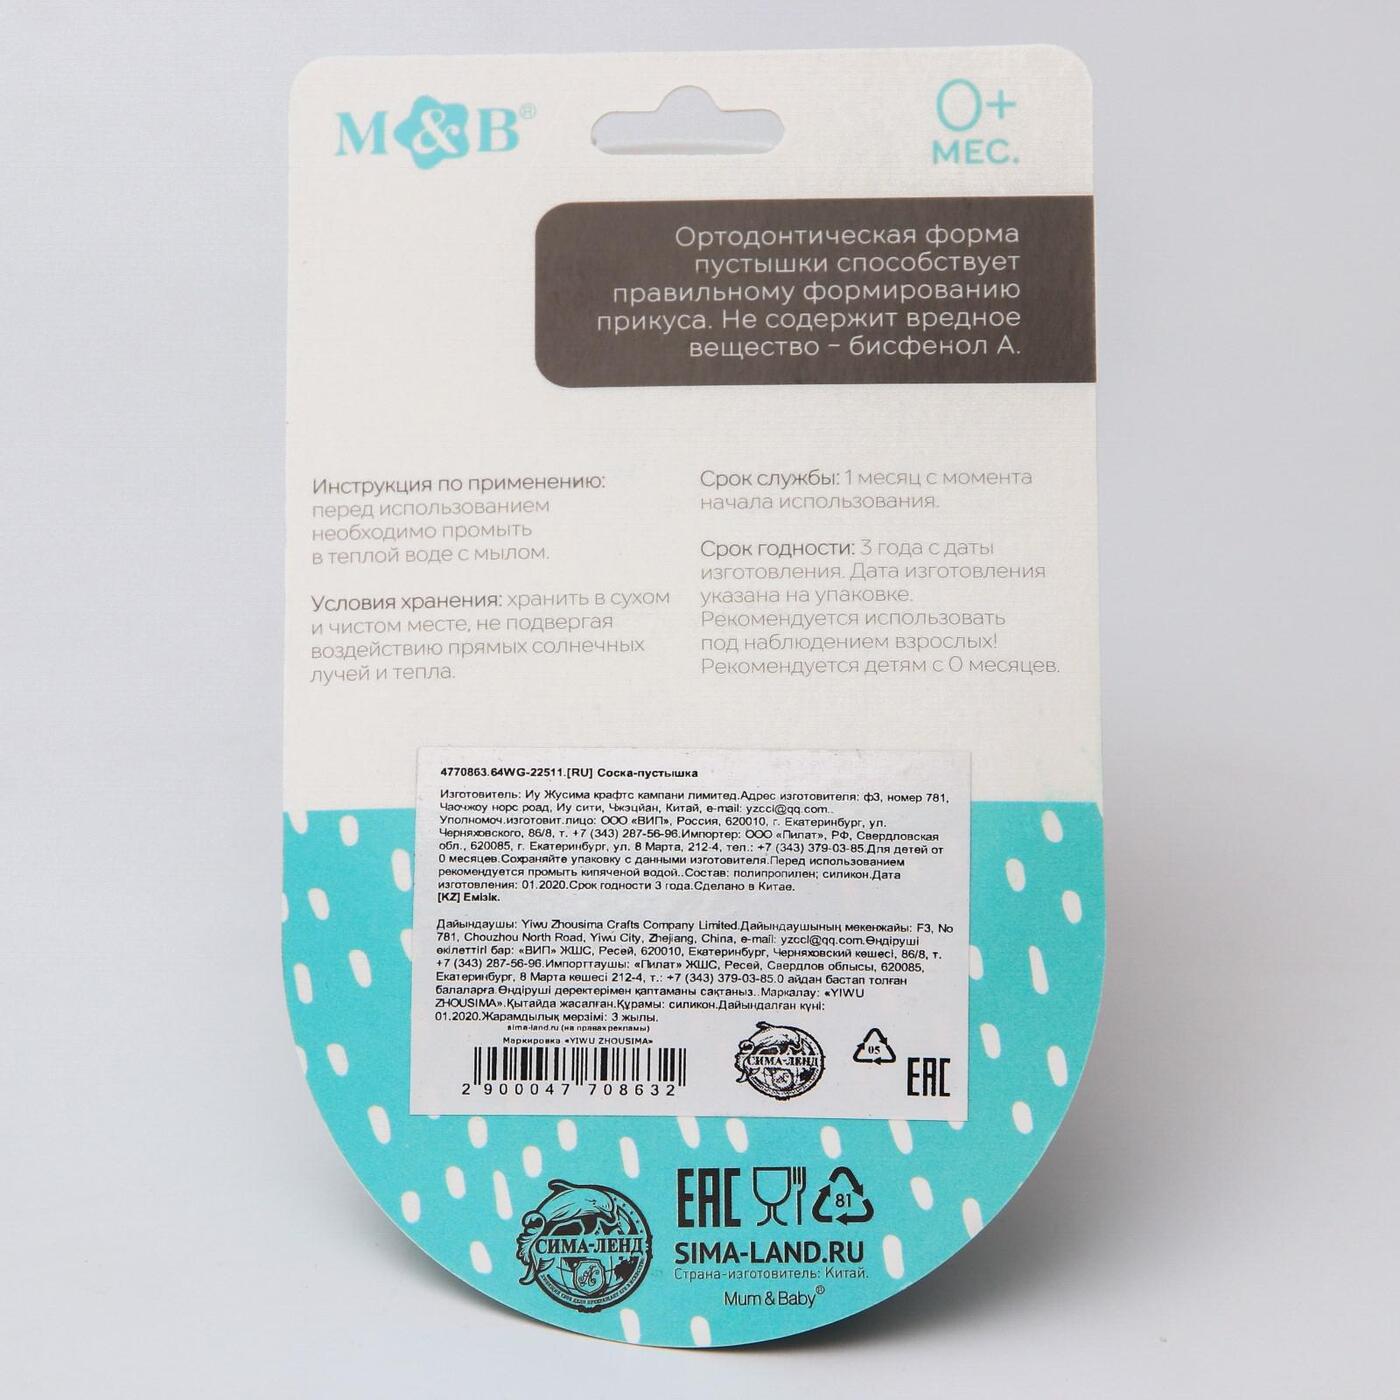 M&B®
0+
МЕС.
Ортодонтическая форма
пустышки способствует
правильному формированию
прикуса. Не содержит вредное
вещество – бисфенол А.
Инструкция по применению:
перед использованием
необходимо промыть
в теплой воде с мылом.
Условия хранения: хранить в сухом
и чистом месте, не подвергая
воздействию прямых солнечных
лучей и тепла.
Срок службы: 1 месяц с момента
начала использования.
Срок годности: 3 года с даты
изготовления. Дата изготовления
указана на упаковке.
Рекомендуется использовать
под наблюдением взрослых!
Рекомендуется детям с 0 месяцев.
4770863.64WG-22511.[RU] Соска-пустышка
Изготовитель: Иу Жусима крафтс кампани лимитед.Адрес изготовителя: ф3, номер 781,
Чаочжоу норс роад, Иу сити, Чжэцйан, Китай, e-mail: yzccl@qq.com..
Уполномоч.изготовит.лицо: ООО «ВИП», Россия, 620010, г. Екатеринбург, ул.
Черняховского, 86/8, т. +7 (343) 287-56-96.Импортер: ООО «Пилат», РФ, Свердловская
обл., 620085, г. Екатеринбург, ул. 8 Марта, 212-4, тел.: +7 (343) 379-03-85.Для детей от
0 месяцев.Сохраняйте упаковку с данными изготовителя.Перед использованием
рекомендуется промыть кипяченой водой..Состав: полипропилен; силикон.Дата
изготовления: 01.2020.Срок годности 3 года.Сделано в Китае.
[KZ] Емізік.
Дайындаушы: Yiwu Zhousima Crafts Company Limited.Дайындаушының мекенжайы: F3, No
781, Chouzhou North Road, Yiwu City, Zhejiang, China, e-mail: yzccl@qq.com.Өндіруші
өкілеттігі бар: «ВИП» ЖШС, Ресей, 620010, Екатеринбург, Черняховский көшесі, 86/8, т.
+7 (343) 287-56-96.Импорттаушы: «Пилат» ЖШС, Ресей, Свердлов облысы, 620085,
Екатеринбург, 8 Марта көшесі 212-4, т.: +7 (343) 379-03-85.0 айдан бастап толған
балаларға.Өндіруші деректерімен қаптаманы сақтаңыз..Маркалау: «YIWU
ZHOUSIMA».Қытайда жасалған.Құрамы: силикон.Дайындалған күні:
01.2020.Жарамдылық мерзімі: 3 жылы.
sima-land.ru (на правах рекламы)
Маркировка «YIWU ZHOUSIMA»
2 900047 708632
СИМА-ЛЕНД
05
EAC
СИМА-ЛЕНД
EAC
81
SIMA-LAND.RU
Страна-изготовитель: Китай.
Mum & Baby®